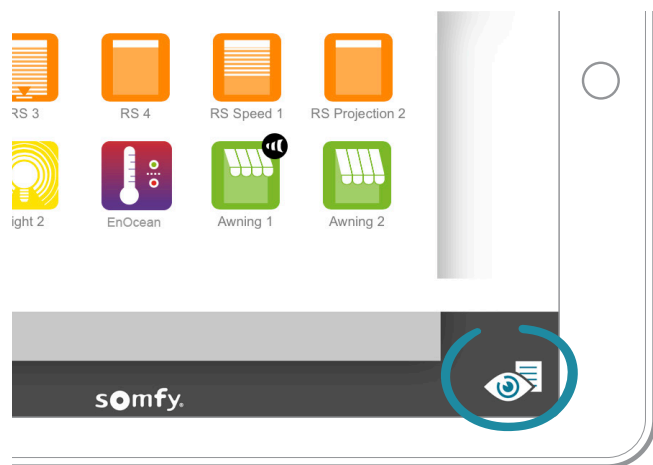 RS 3 RS 4 RS Speed 1 RS Projection 2
ight 2 EnOcean Awning 1 Awning 2
somfy.